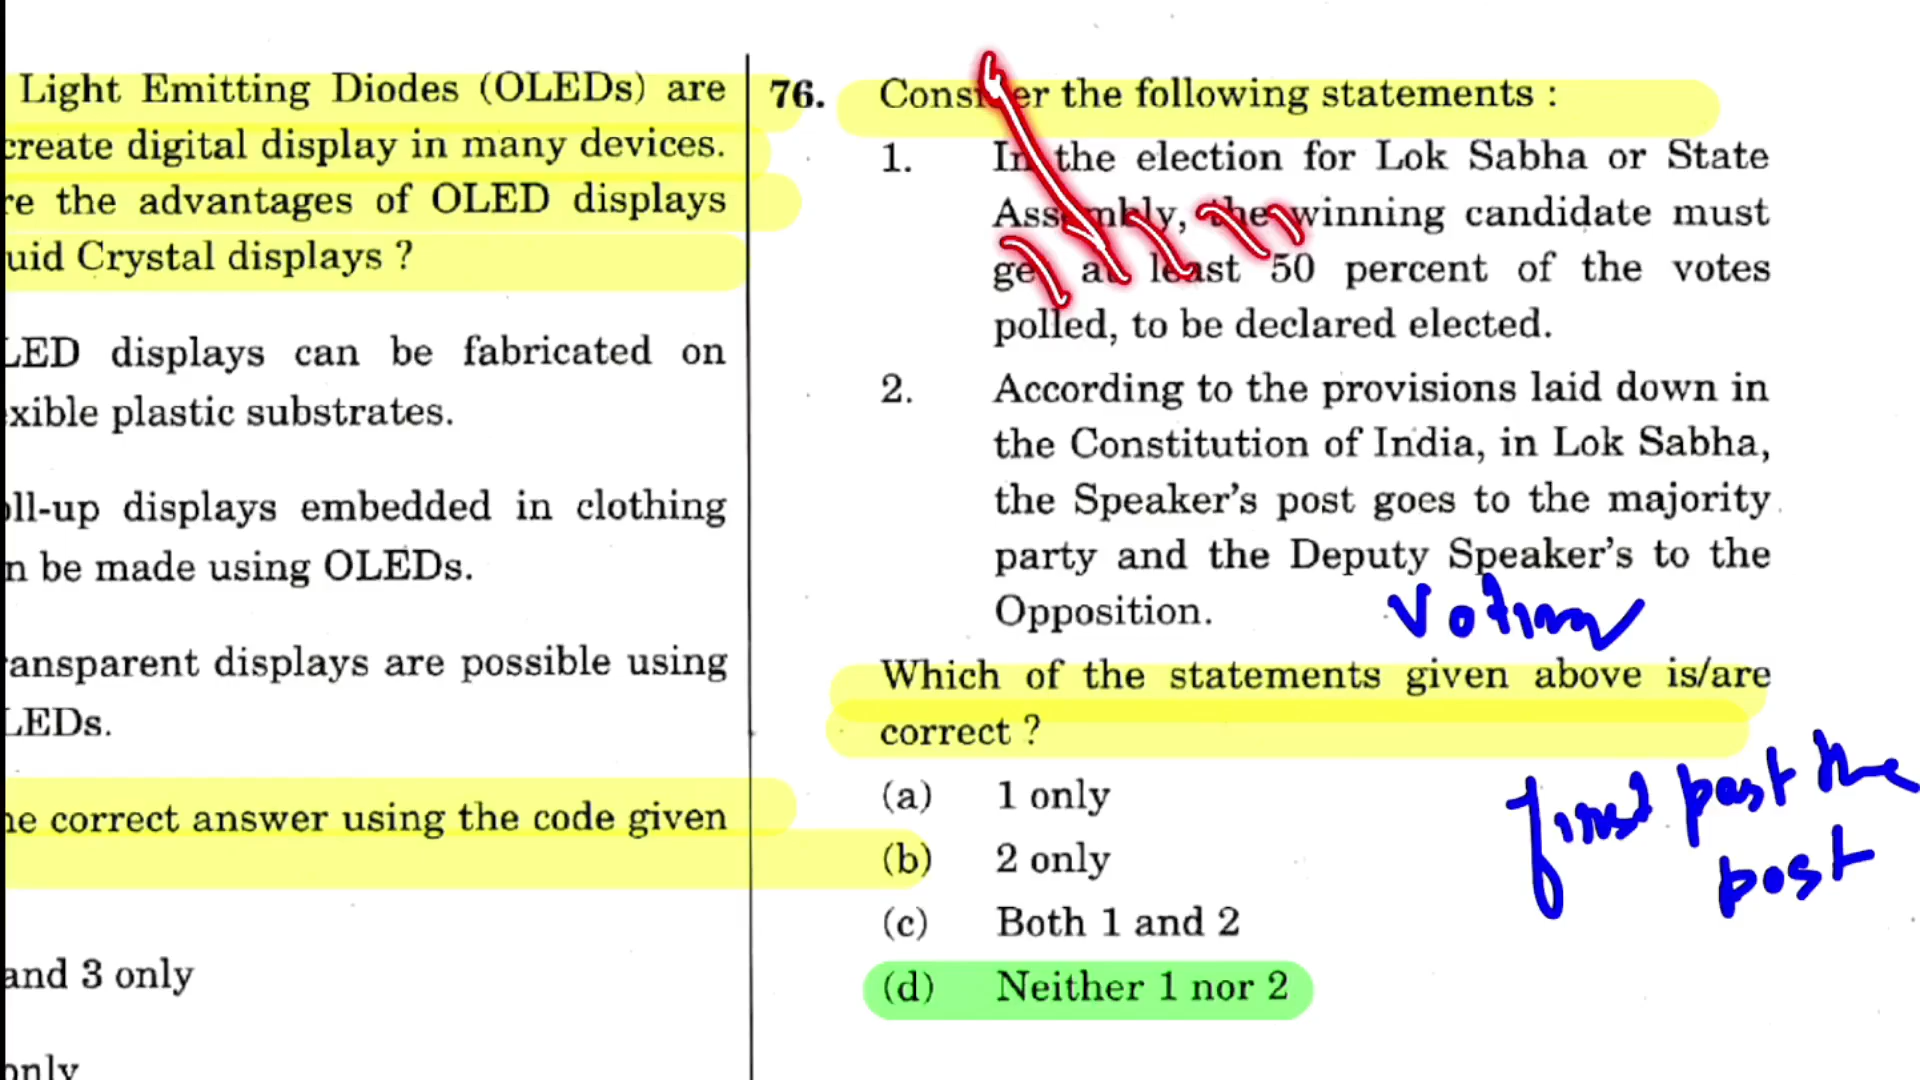 Light Emitting Diodes (OLEDs) are
create digital display in many devices.
re the advantages of OLED displays
uid Crystal displays ?
LED displays can be fabricated on
exible plastic substrates.
oll-up displays embedded in clothing
n be made using OLEDs.
ransparent displays are possible using
LEDs.
he correct answer using the code given
and 3 only
only
76. Consider the following statements :
1. In the election for Lok Sabha or State
Assembly, the winning candidate must
get at least 50 percent of the votes
polled, to be declared elected.
2. According to the provisions laid down in
the Constitution of India, in Lok Sabha,
the Speaker's post goes to the majority
party and the Deputy Speaker's to the
Opposition.
Voting
Which of the statements given above is/are
correct ?
(a) 1 only
(b) 2 only
(c) Both 1 and 2
(d) Neither 1 nor 2
first past the
post